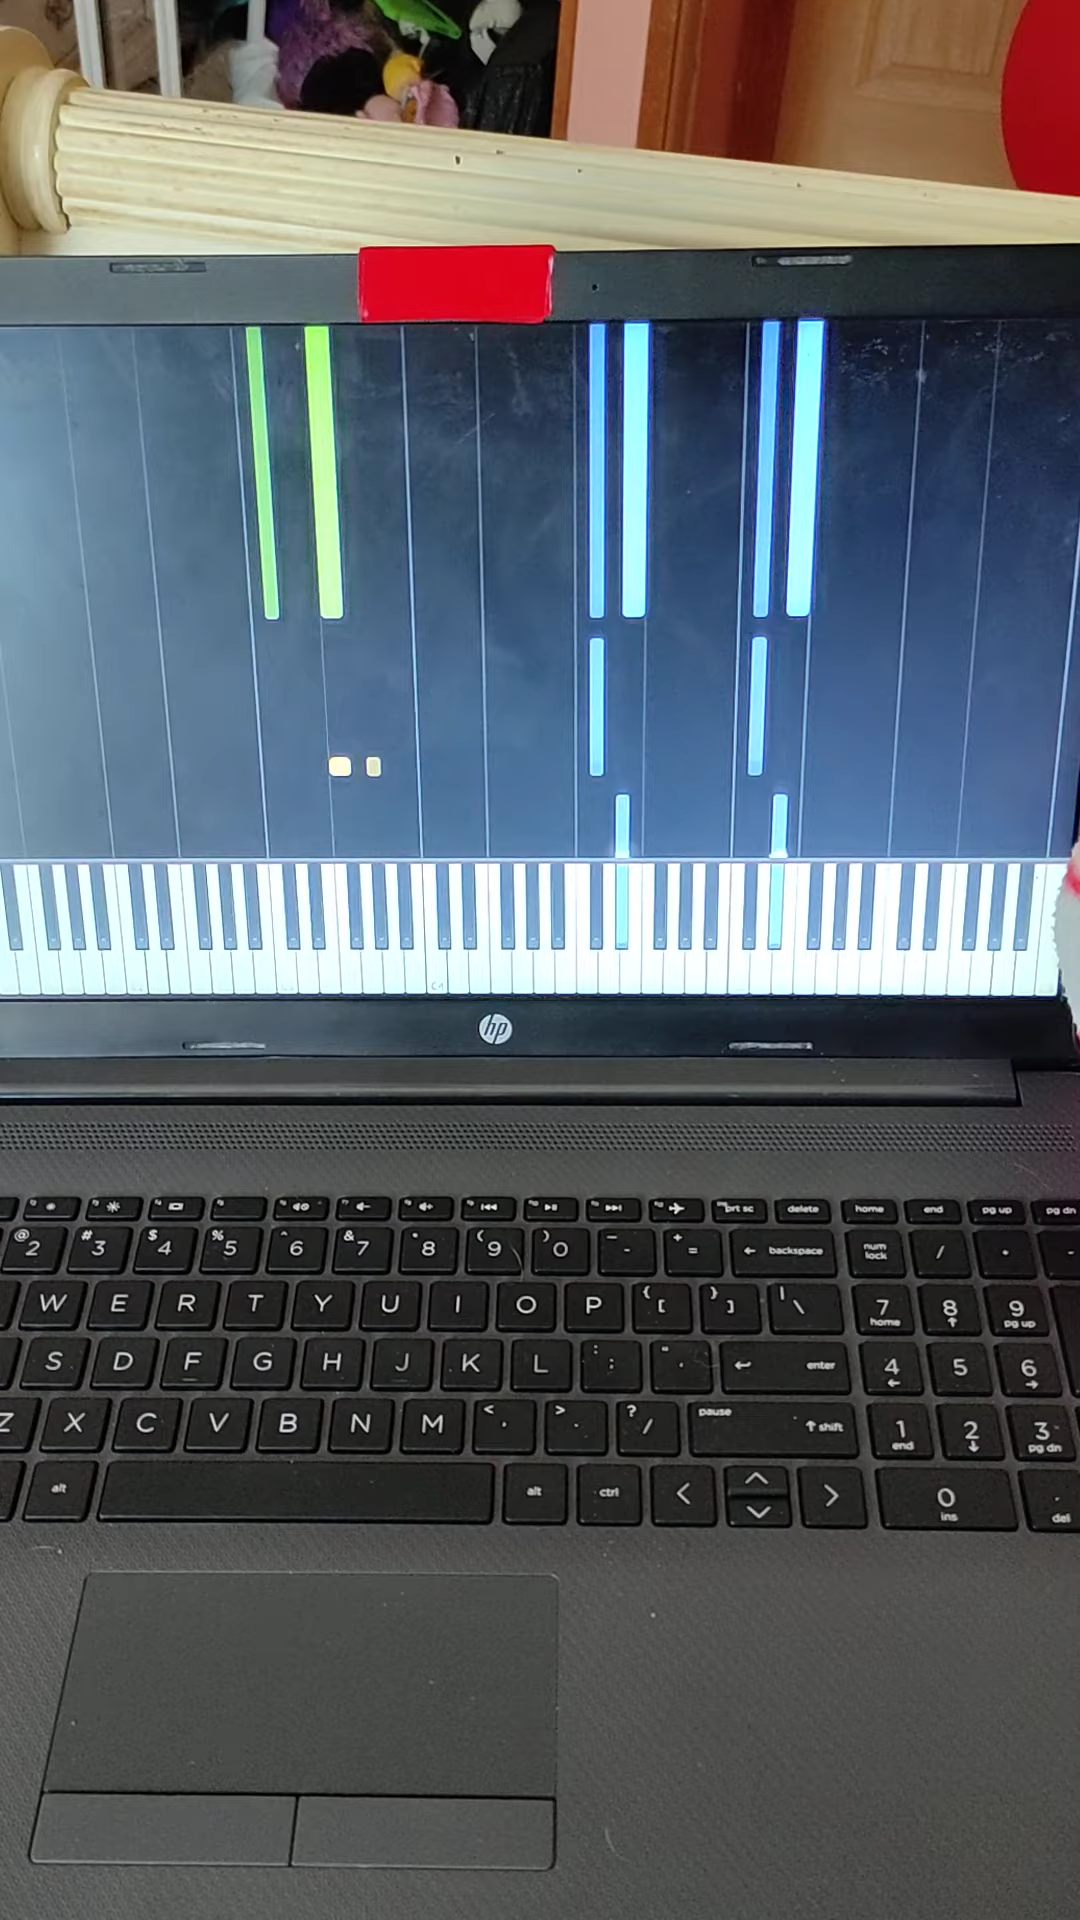 C4
hp
prt sc delete home end pg up pg dn
@ 2 # 3 $ 4 % 5 ^ 6 & 7 * 8 ( 9 ) 0 _ - + = ← backspace num lock / * -
W E R T Y U I O P { [ } ] | \ 7 home 8 ↑ 9 pg up
S D F G H J K L : ; " ' ↵ enter 4 ← 5 6 →
Z X C V B N M < , > . ? / pause ↑ shift 1 end 2 ↓ 3 pg dn
alt alt ctrl < ^ v > 0 ins . del